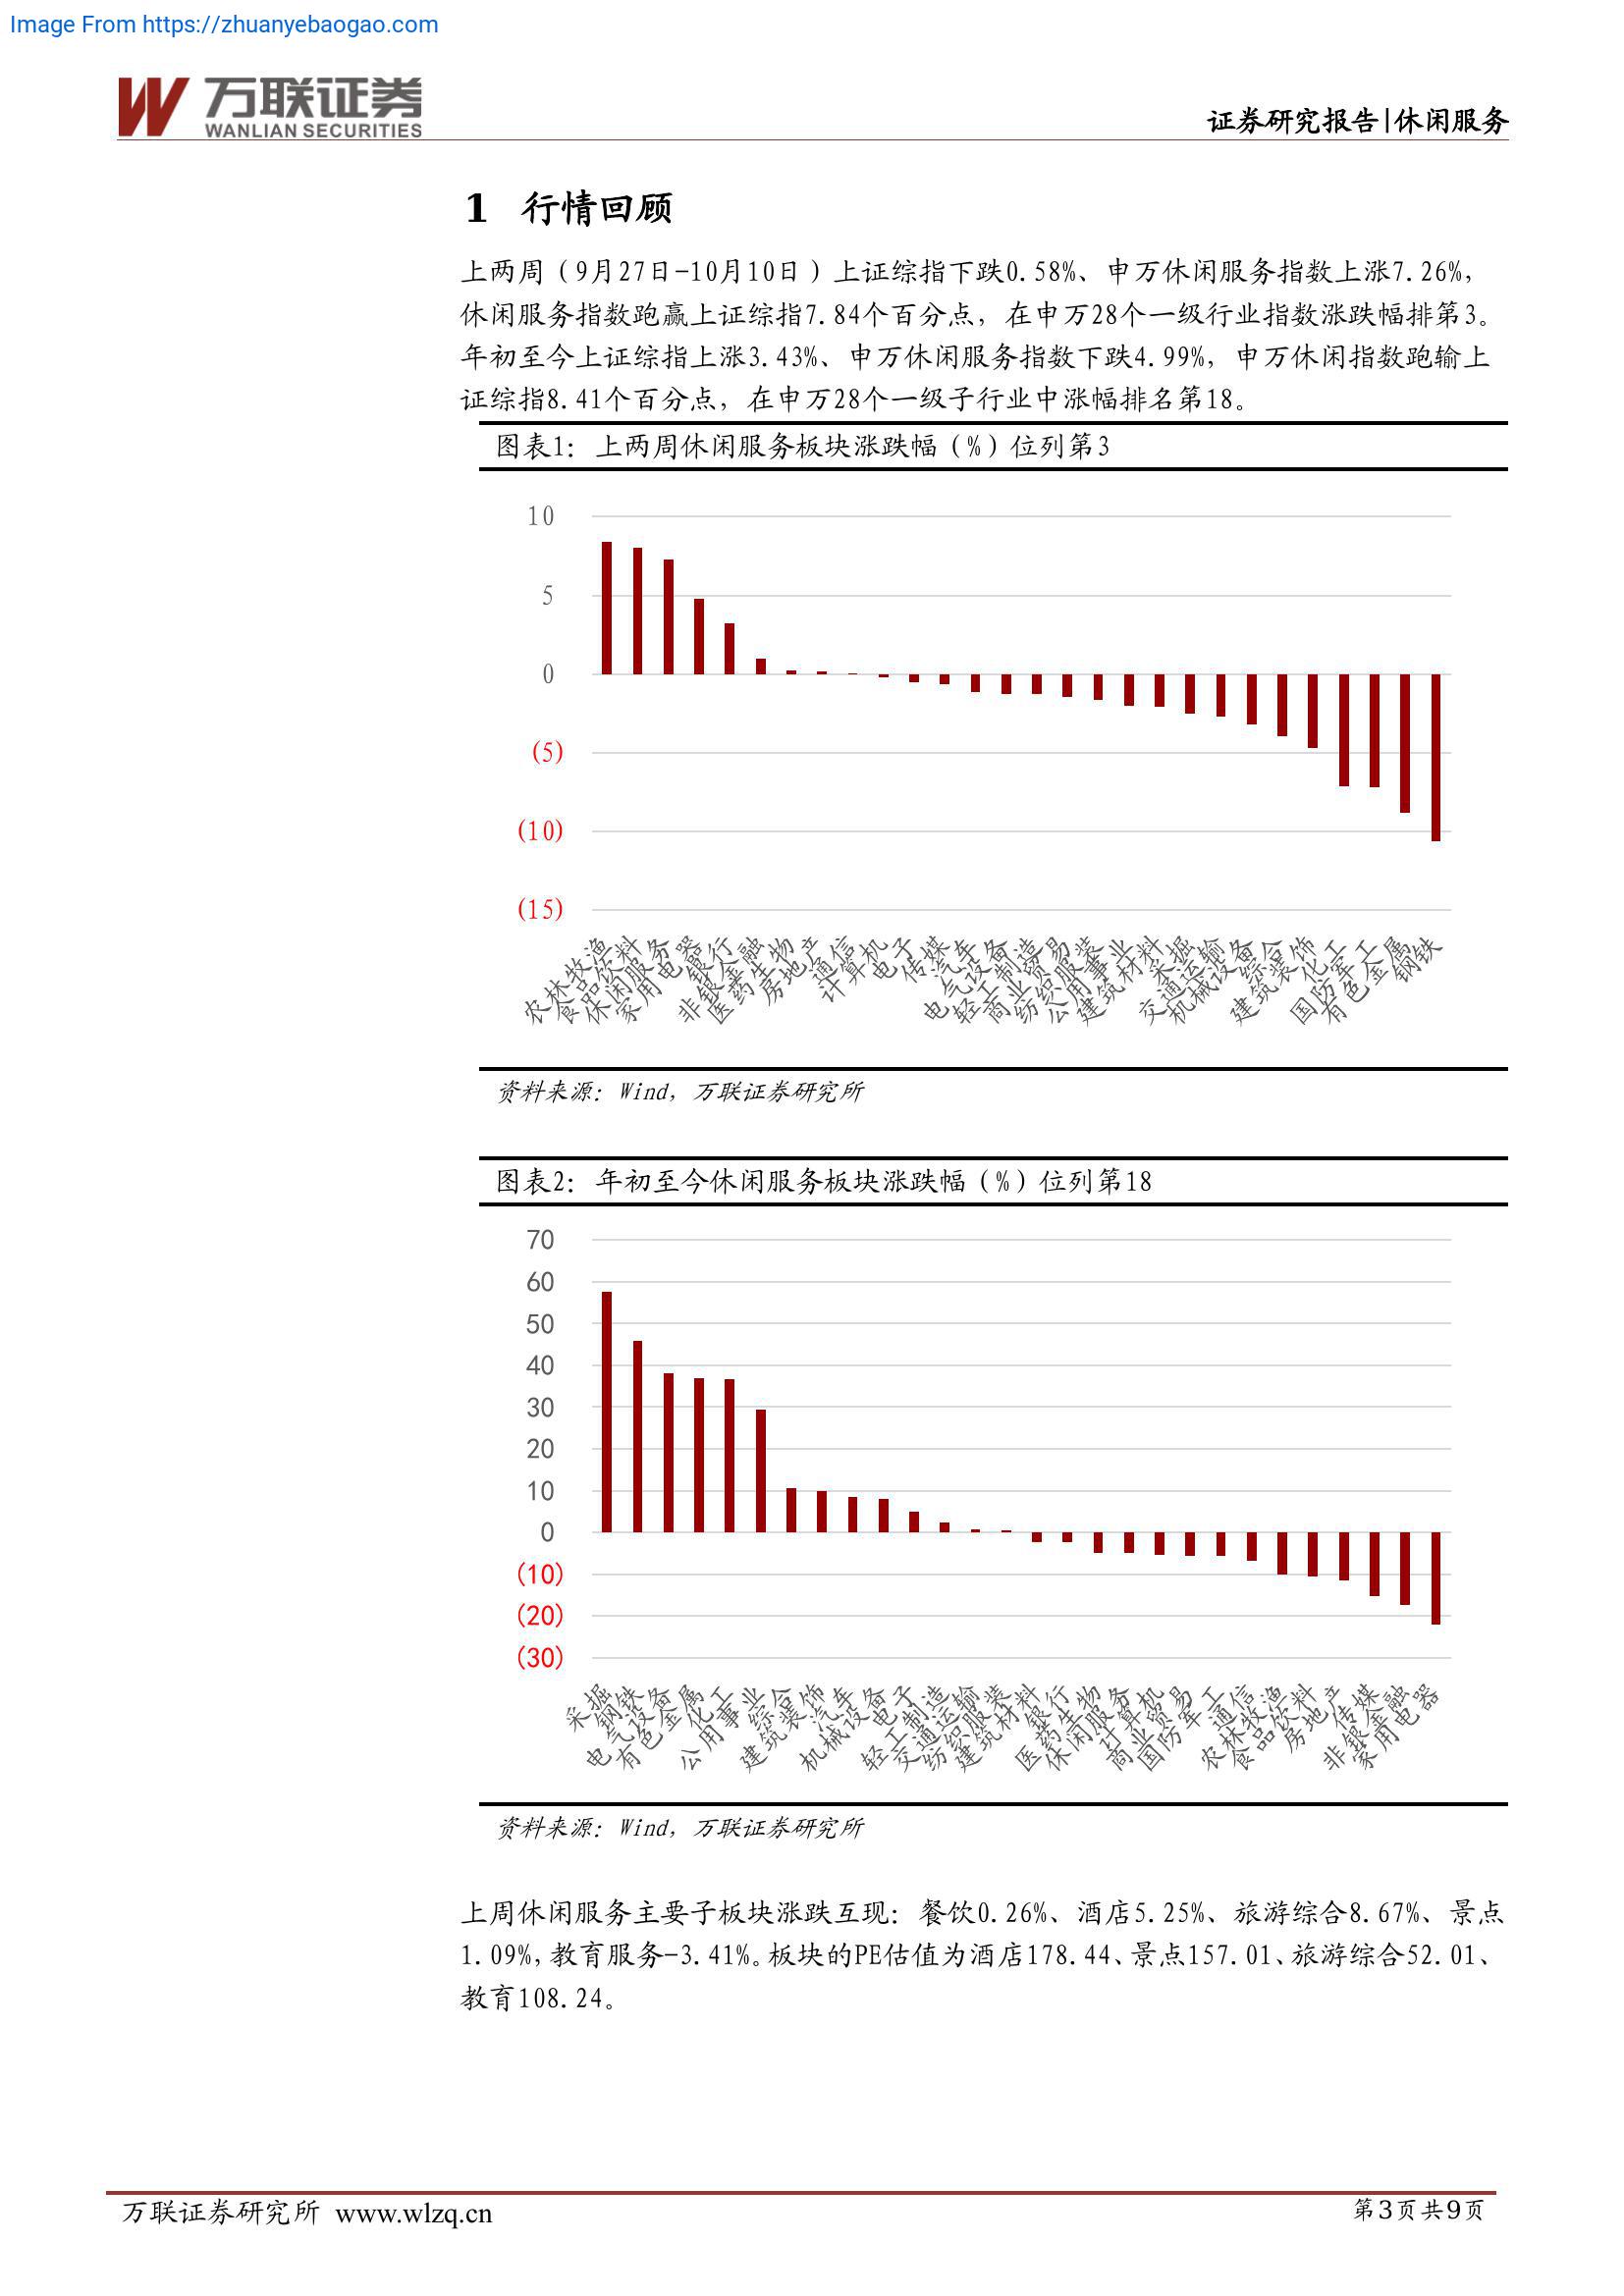 Image From https://zhuanyebaogao.com
万联证券
WANLIAN SECURITIES
证券研究报告|休闲服务
1 行情回顾
上两周（9月27日-10月10日）上证综指下跌0.58%、申万休闲服务指数上涨7.26%，
休闲服务指数跑赢上证综指7.84个百分点，在申万28个一级行业指数涨跌幅排第3。
年初至今上证综指上涨3.43%、申万休闲服务指数下跌4.99%，申万休闲指数跑输上
证综指8.41个百分点，在申万28个一级子行业中涨幅排名第18。
图表1：上两周休闲服务板块涨跌幅（%）位列第3
10
5
0
(5)
(10)
(15)
农林牧渔
食品饮料
休闲服务
家用电器
银行
非银金融
医药生物
房地产
通信
计算机
电子
传媒
汽车
电气设备
轻工制造
商业贸易
纺织服装
公用事业
建筑材料
采掘
交通运输
机械设备
综合
建筑装饰
化工
国防军工
有色金属
钢铁
资料来源：Wind，万联证券研究所
图表2：年初至今休闲服务板块涨跌幅（%）位列第18
70
60
50
40
30
20
10
0
(10)
(20)
(30)
采掘
钢铁
电气设备
有色金属
化工
公用事业
综合
建筑装饰
汽车
机械设备
电子
轻工制造
交通运输
纺织服装
建筑材料
银行
医药生物
休闲服务
计算机
商业贸易
国防军工
通信
农林牧渔
食品饮料
房地产
传媒
非银金融
家用电器
资料来源：Wind，万联证券研究所
上周休闲服务主要子板块涨跌互现：餐饮0.26%、酒店5.25%、旅游综合8.67%、景点
1.09%，教育服务-3.41%。板块的PE估值为酒店178.44、景点157.01、旅游综合52.01、
教育108.24。
万联证券研究所 www.wlzq.cn
第3页共9页